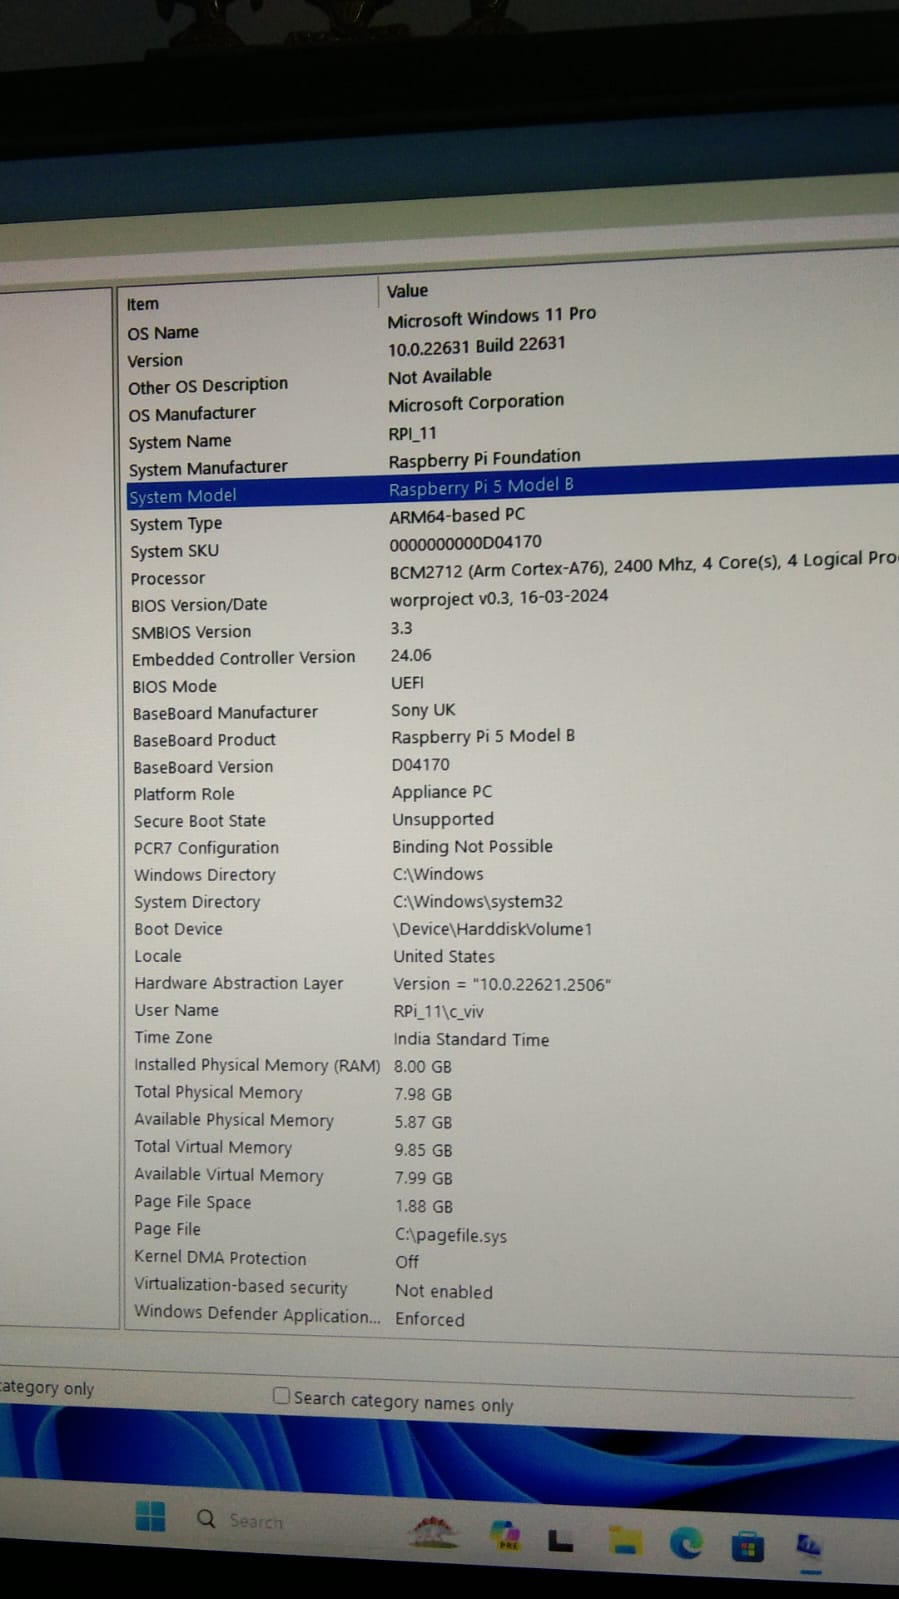 Item Value
OS Name Microsoft Windows 11 Pro
Version 10.0.22631 Build 22631
Other OS Description Not Available
OS Manufacturer Microsoft Corporation
System Name RPI_11
System Manufacturer Raspberry Pi Foundation
System Model Raspberry Pi 5 Model B
System Type ARM64-based PC
System SKU 0000000000D04170
Processor BCM2712 (Arm Cortex-A76), 2400 Mhz, 4 Core(s), 4 Logical Pro
BIOS Version/Date worproject v0.3, 16-03-2024
SMBIOS Version 3.3
Embedded Controller Version 24.06
BIOS Mode UEFI
BaseBoard Manufacturer Sony UK
BaseBoard Product Raspberry Pi 5 Model B
BaseBoard Version D04170
Platform Role Appliance PC
Secure Boot State Unsupported
PCR7 Configuration Binding Not Possible
Windows Directory C:\Windows
System Directory C:\Windows\system32
Boot Device \Device\HarddiskVolume1
Locale United States
Hardware Abstraction Layer Version = "10.0.22621.2506"
User Name RPi_11\c_viv
Time Zone India Standard Time
Installed Physical Memory (RAM) 8.00 GB
Total Physical Memory 7.98 GB
Available Physical Memory 5.87 GB
Total Virtual Memory 9.85 GB
Available Virtual Memory 7.99 GB
Page File Space 1.88 GB
Page File C:\pagefile.sys
Kernel DMA Protection Off
Virtualization-based security Not enabled
Windows Defender Application... Enforced
category only Search category names only
Search PRE